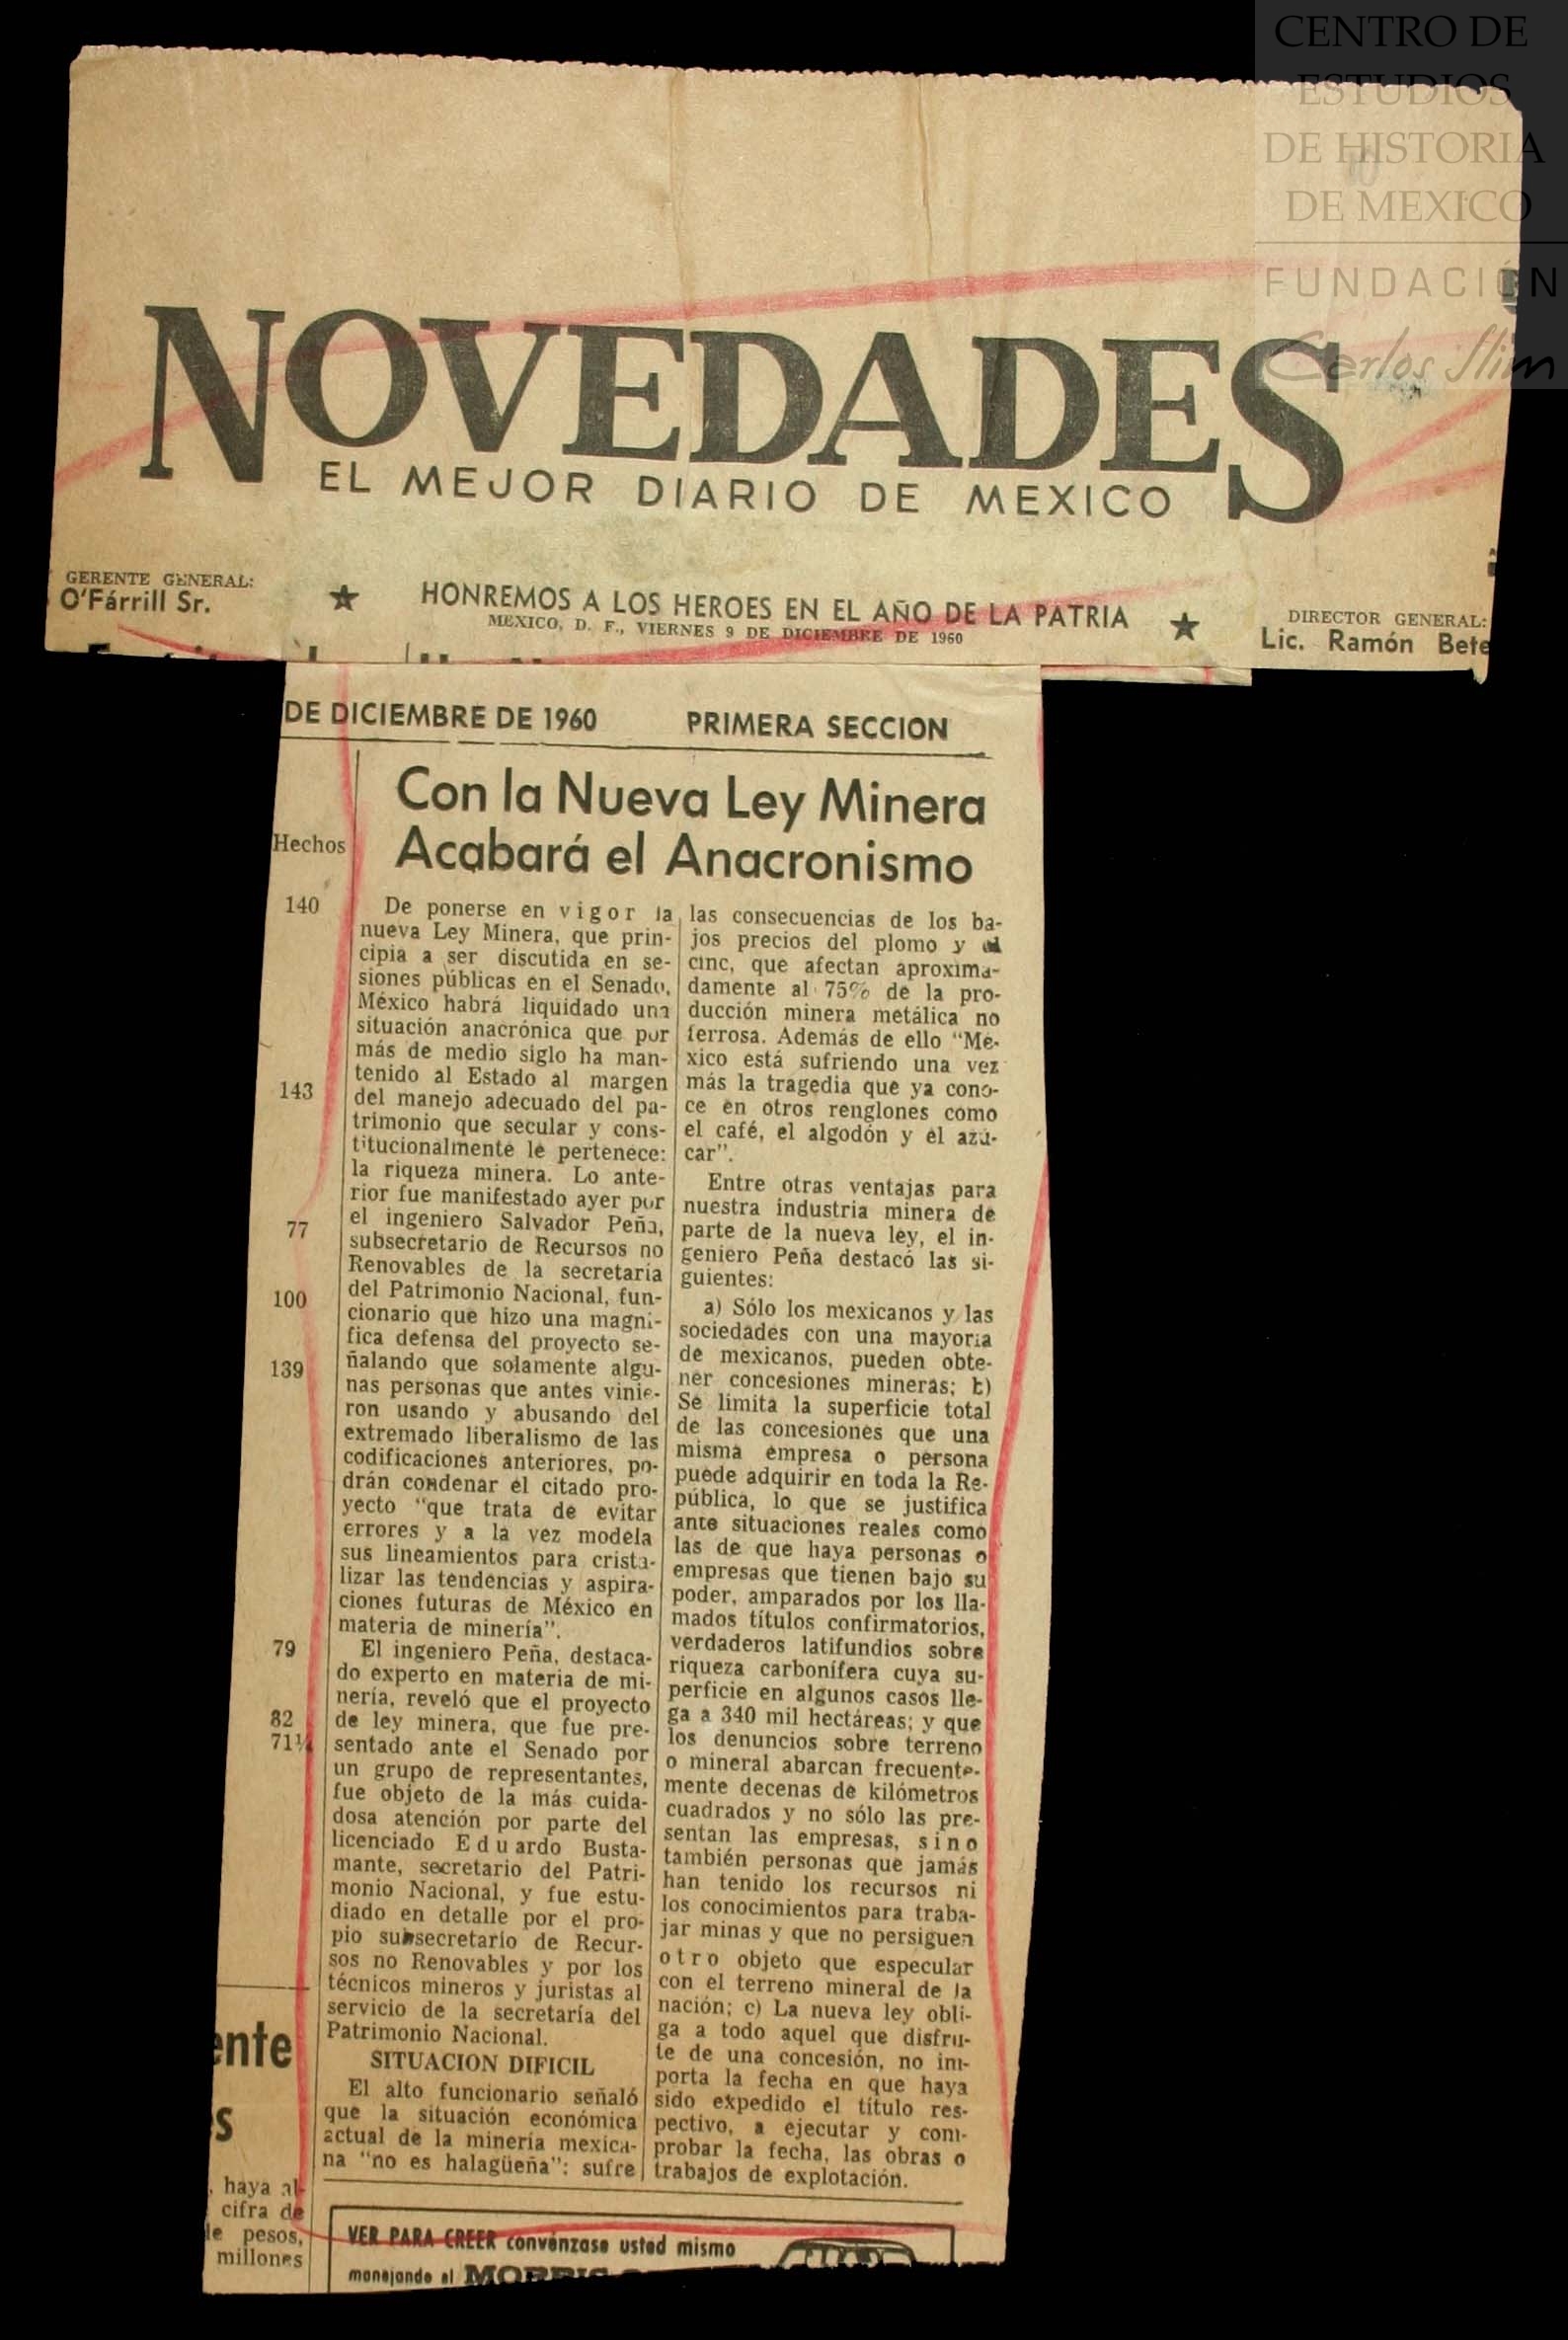 CENTRO DE
ESTUDIOS
DE HISTORIA
DE MEXICO
FUNDACIÓN
Carlos Slim
NOVEDADES
EL MEJOR DIARIO DE MEXICO
GERENTE GENERAL:
O'Fárrill Sr.
★ HONREMOS A LOS HEROES EN EL AÑO DE LA PATRIA ★
MEXICO, D. F., VIERNES 9 DE DICIEMBRE DE 1960
DIRECTOR GENERAL:
Lic. Ramón Bete
DE DICIEMBRE DE 1960 PRIMERA SECCION
Hechos
140
143
77
100
139
79
82
71½
ente
s
, haya al-
cifra de
de pesos,
millones
Con la Nueva Ley Minera
Acabará el Anacronismo
De ponerse en vigor la
nueva Ley Minera, que prin-
cipia a ser discutida en se-
siones públicas en el Senado,
México habrá liquidado una
situación anacrónica que por
más de medio siglo ha man-
tenido al Estado al margen
del manejo adecuado del pa-
trimonio que secular y cons-
titucionalmente le pertenece:
la riqueza minera. Lo ante-
rior fue manifestado ayer por
el ingeniero Salvador Peña,
subsecretario de Recursos no
Renovables de la secretaría
del Patrimonio Nacional, fun-
cionario que hizo una magní-
fica defensa del proyecto se-
ñalando que solamente algu-
nas personas que antes vinie-
ron usando y abusando del
extremado liberalismo de las
codificaciones anteriores, po-
drán condenar el citado pro-
yecto "que trata de evitar
errores y a la vez modela
sus lineamientos para crista-
lizar las tendencias y aspira-
ciones futuras de México en
materia de minería".
El ingeniero Peña, destaca-
do experto en materia de mi-
nería, reveló que el proyecto
de ley minera, que fue pre-
sentado ante el Senado por
un grupo de representantes,
fue objeto de la más cuida-
dosa atención por parte del
licenciado Eduardo Busta-
mante, secretario del Patri-
monio Nacional, y fue estu-
diado en detalle por el pro-
pio subsecretario de Recur-
sos no Renovables y por los
técnicos mineros y juristas al
servicio de la secretaría del
Patrimonio Nacional.
SITUACION DIFICIL
El alto funcionario señaló
que la situación económica
actual de la minería mexica-
na "no es halagüeña": sufre
las consecuencias de los ba-
jos precios del plomo y el
cinc, que afectan aproxima-
damente al 75% de la pro-
ducción minera metálica no
ferrosa. Además de ello "Mé-
xico está sufriendo una vez
más la tragedia que ya cono-
ce en otros renglones como
el café, el algodón y el azú-
car".
Entre otras ventajas para
nuestra industria minera de
parte de la nueva ley, el in-
geniero Peña destacó las si-
guientes:
a) Sólo los mexicanos y las
sociedades con una mayoría
de mexicanos, pueden obte-
ner concesiones mineras; b)
Se limita la superficie total
de las concesiones que una
misma empresa o persona
puede adquirir en toda la Re-
pública, lo que se justifica
ante situaciones reales como
las de que haya personas o
empresas que tienen bajo su
poder, amparados por los lla-
mados títulos confirmatorios,
verdaderos latifundios sobre
riqueza carbonífera cuya su-
perficie en algunos casos lle-
ga a 340 mil hectáreas; y que
los denuncios sobre terreno
o mineral abarcan frecuente-
mente decenas de kilómetros
cuadrados y no sólo las pre-
sentan las empresas, sino
también personas que jamás
han tenido los recursos ni
los conocimientos para traba-
jar minas y que no persiguen
otro objeto que especular
con el terreno mineral de la
nación; c) La nueva ley obli-
ga a todo aquel que disfru-
te de una concesión, no im-
porta la fecha en que haya
sido expedido el título res-
pectivo, a ejecutar y com-
probar la fecha, las obras o
trabajos de explotación.
VER PARA CREER convénzase usted mismo
manejando el MORRIS